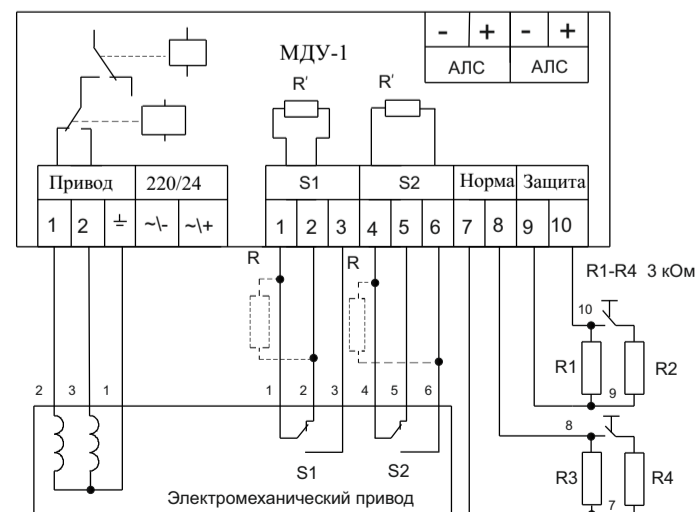 - + - +
МДУ-1
АЛС АЛС
R' R'
Привод 220/24 S1 S2 Норма Защита
1 2 ⏚ ~\- ~\+ 1 2 3 4 5 6 7 8 9 10
R R R1-R4 3 кОм
10
R1 R2
2 3 1 1 2 3 4 5 6 9
8
S1 S2 R3 R4
Электромеханический привод 7